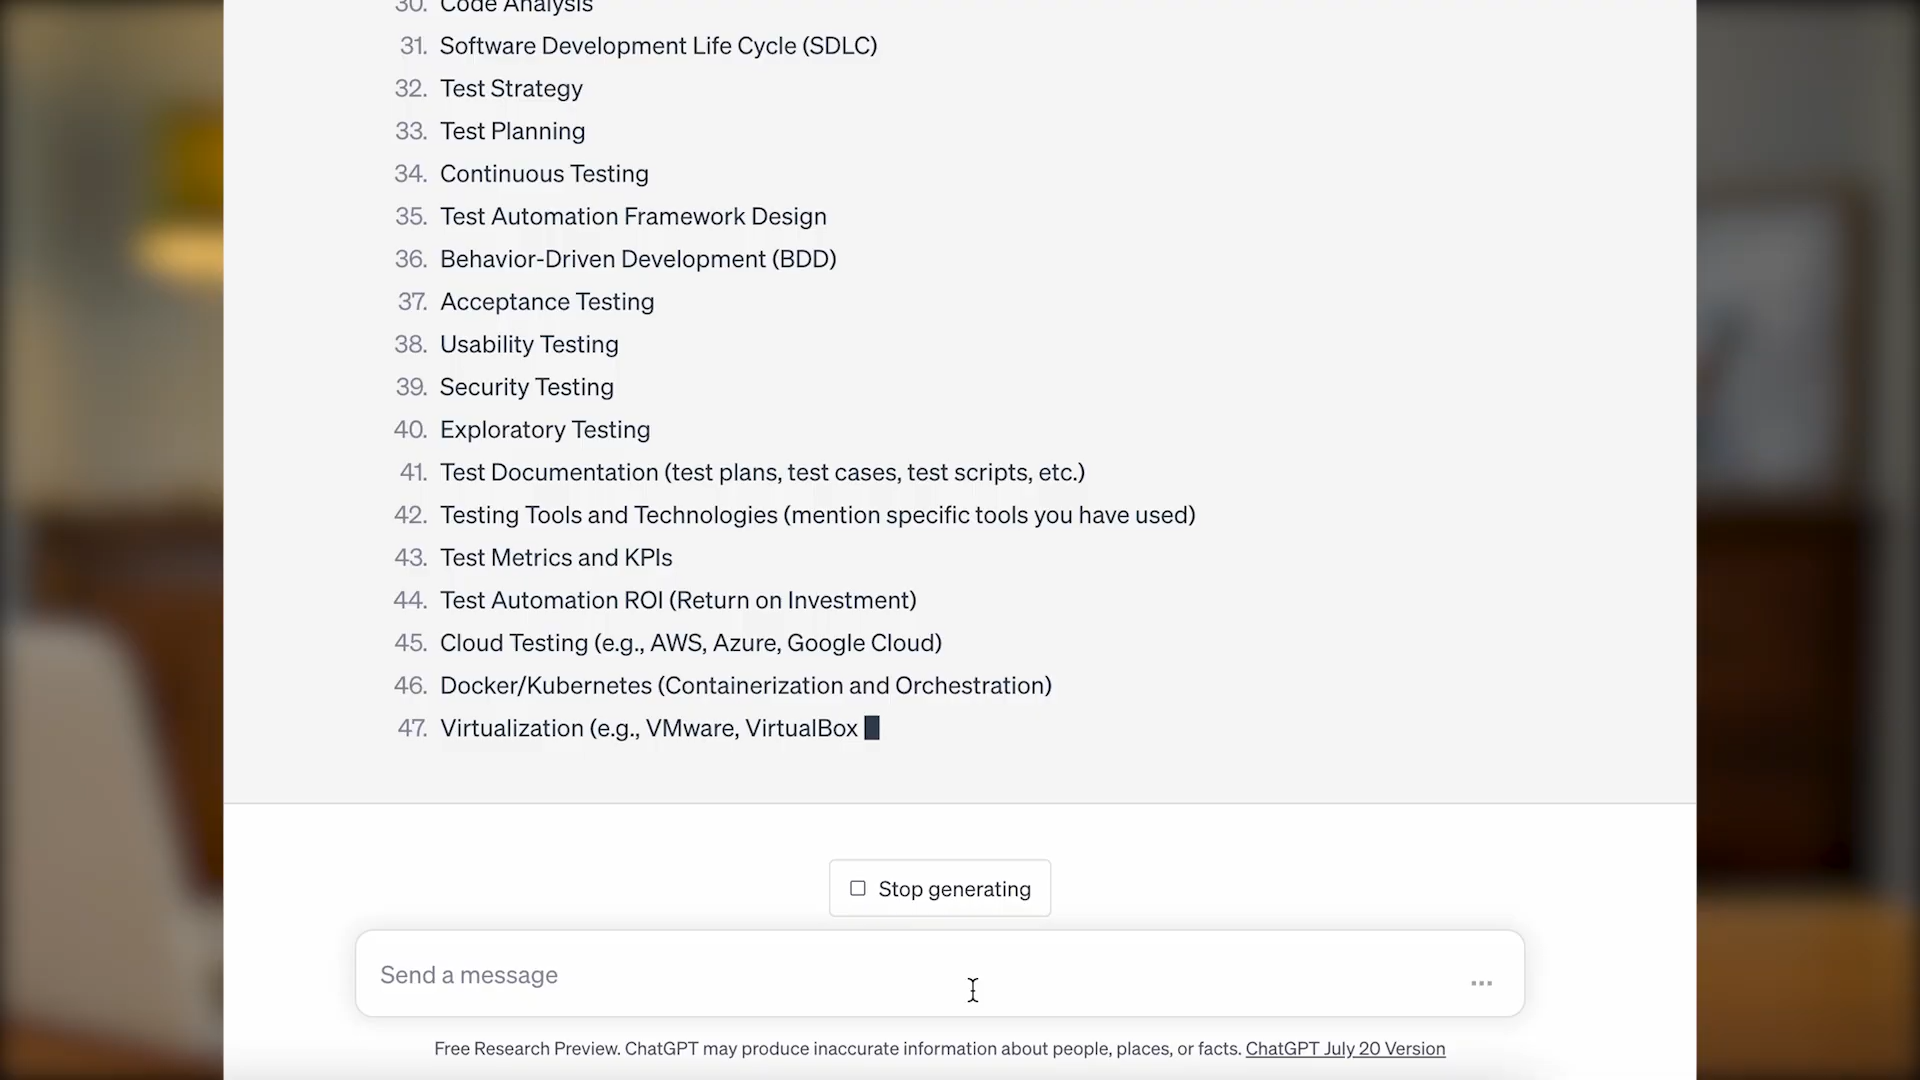 30. Code Analysis
31. Software Development Life Cycle (SDLC)
32. Test Strategy
33. Test Planning
34. Continuous Testing
35. Test Automation Framework Design
36. Behavior-Driven Development (BDD)
37. Acceptance Testing
38. Usability Testing
39. Security Testing
40. Exploratory Testing
41. Test Documentation (test plans, test cases, test scripts, etc.)
42. Testing Tools and Technologies (mention specific tools you have used)
43. Test Metrics and KPIs
44. Test Automation ROI (Return on Investment)
45. Cloud Testing (e.g., AWS, Azure, Google Cloud)
46. Docker/Kubernetes (Containerization and Orchestration)
47. Virtualization (e.g., VMware, VirtualBox
Stop generating
Send a message
Free Research Preview. ChatGPT may produce inaccurate information about people, places, or facts. ChatGPT July 20 Version